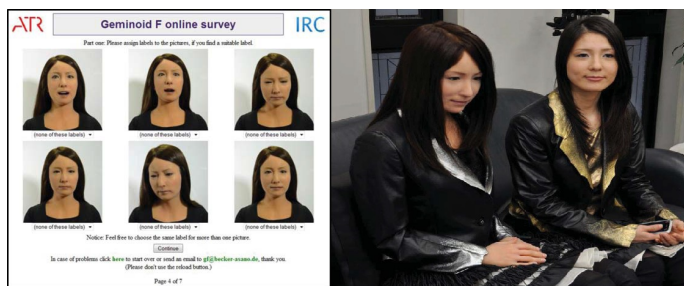 ATR Geminoid F online survey IRC
Part one: Please assign labels to the pictures, if you find a suitable label.
(none of these labels) (none of these labels) (none of these labels)
(none of these labels) (none of these labels) (none of these labels)
Notice: Feel free to choose the same label for more than one picture.
Continue
In case of problems click here to start over or send an email to gf@becker-asano.de, thank you.
(Please don't use the reload button.)
Page 4 of 7